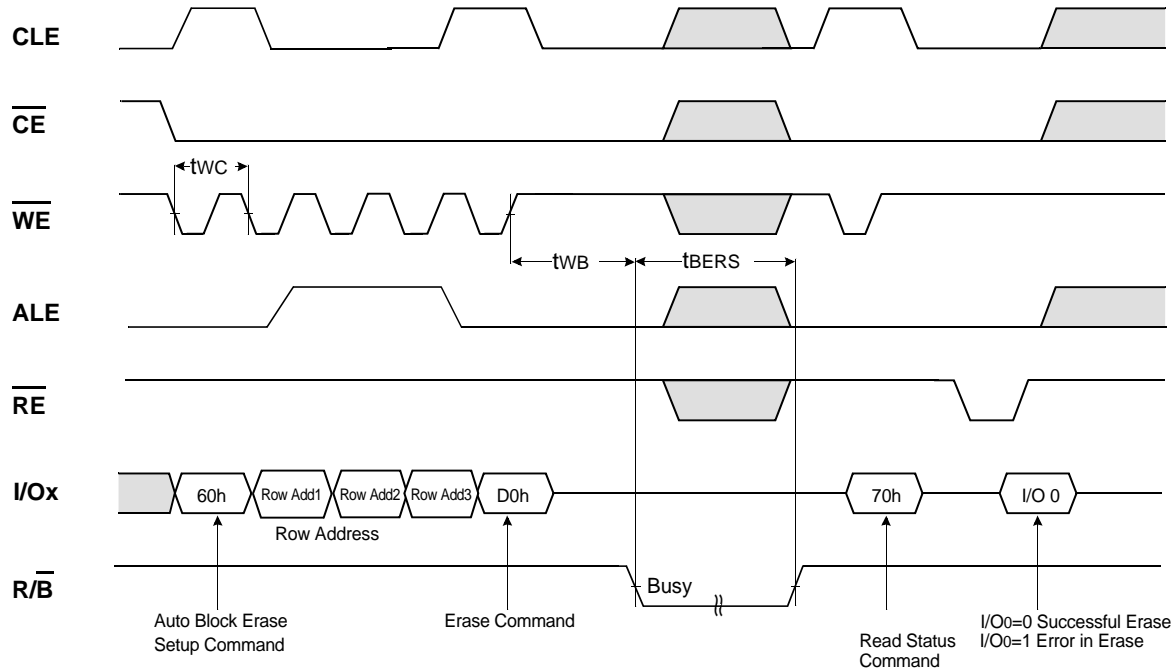 CLE
CE
tWC
WE
tWB
tBERS
ALE
RE
I/Ox
60h
Row Add1
Row Add2
Row Add3
D0h
70h
I/O 0
Row Address
R/B
Busy
Auto Block Erase
Setup Command
Erase Command
Read Status
Command
I/O0=0 Successful Erase
I/O0=1 Error in Erase